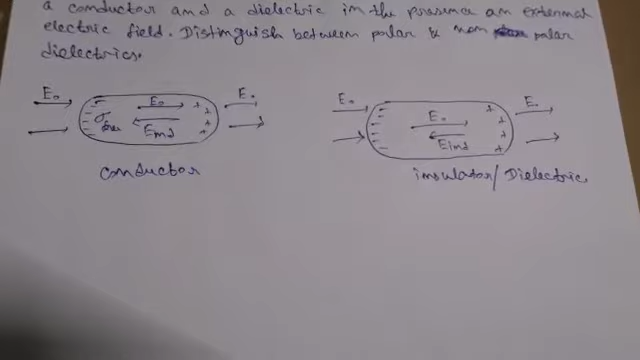 a conductor and a dielectric in the presence an external
electric field. Distinguish between polar & non polar
dielectrics.
E₀ E₀ E₀ E₀
- - - - E₀ + + + +
E₀ - - - - + + + +
Eind Eind
conductor insulator/Dielectric